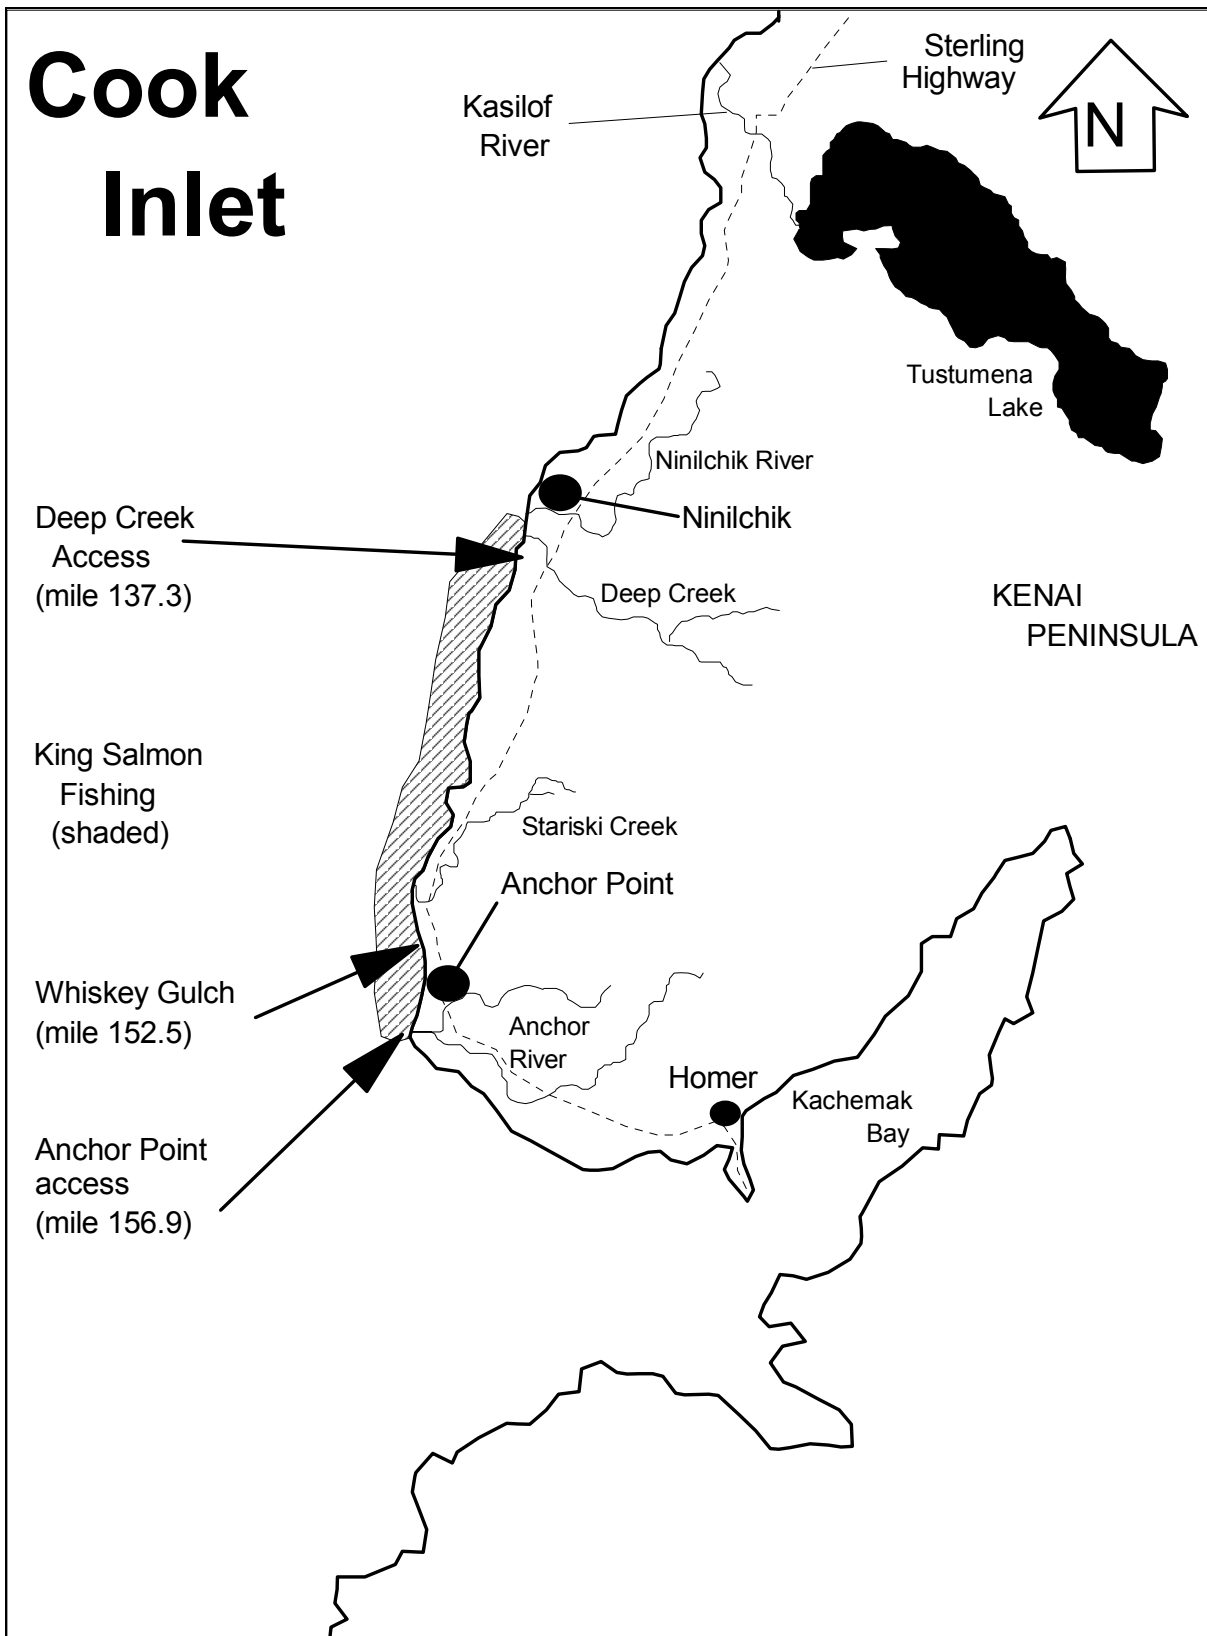 Cook
Inlet
Sterling
Highway
N
Kasilof
River
Tustumena
Lake
Ninilchik River
Ninilchik
Deep Creek
Access
(mile 137.3)
Deep Creek
KENAI
PENINSULA
King Salmon
Fishing
(shaded)
Stariski Creek
Anchor Point
Whiskey Gulch
(mile 152.5)
Anchor
River
Homer
Kachemak
Bay
Anchor Point
access
(mile 156.9)